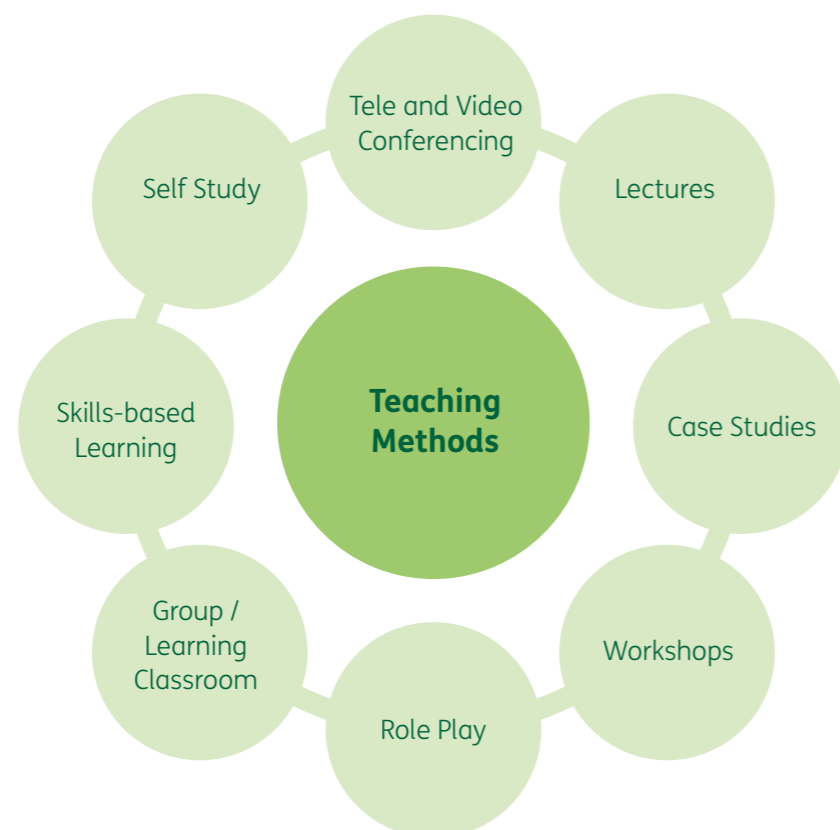 Tele and Video
Conferencing
Self Study
Lectures
Teaching
Methods
Skills-based
Learning
Case Studies
Group /
Learning
Classroom
Workshops
Role Play